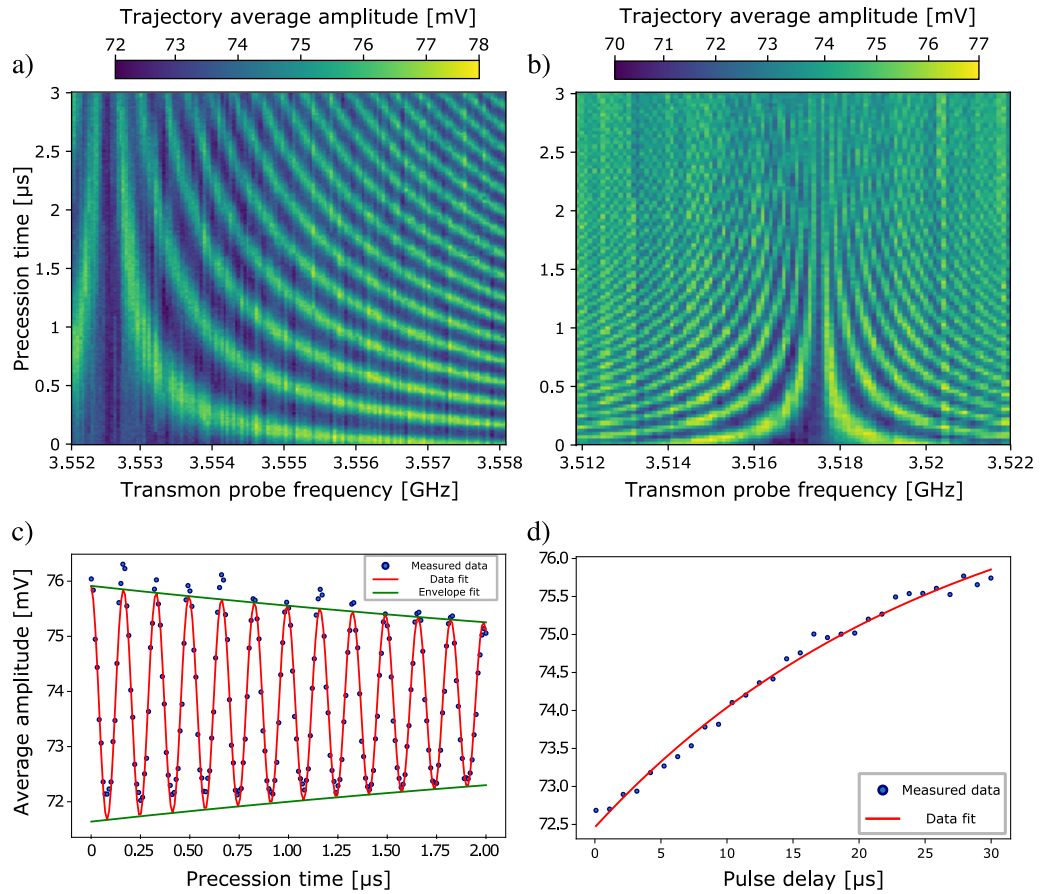 Trajectory average amplitude [mV]
72 73 74 75 76 77 78
a)
Precession time [µs]
3
2.5
2
1.5
1
0.5
0
3.552 3.553 3.554 3.555 3.556 3.557 3.558
Transmon probe frequency [GHz]
Trajectory average amplitude [mV]
70 71 72 73 74 75 76 77
b)
3
2.5
2
1.5
1
0.5
0
3.512 3.514 3.516 3.518 3.52 3.522
Transmon probe frequency [GHz]
c)
Average amplitude [mV]
76
75
74
73
72
Measured data
Data fit
Envelope fit
0 0.25 0.50 0.75 1.00 1.25 1.50 1.75 2.00
Precession time [µs]
d)
76.0
75.5
75.0
74.5
74.0
73.5
73.0
72.5
Measured data
Data fit
0 5 10 15 20 25 30
Pulse delay [µs]